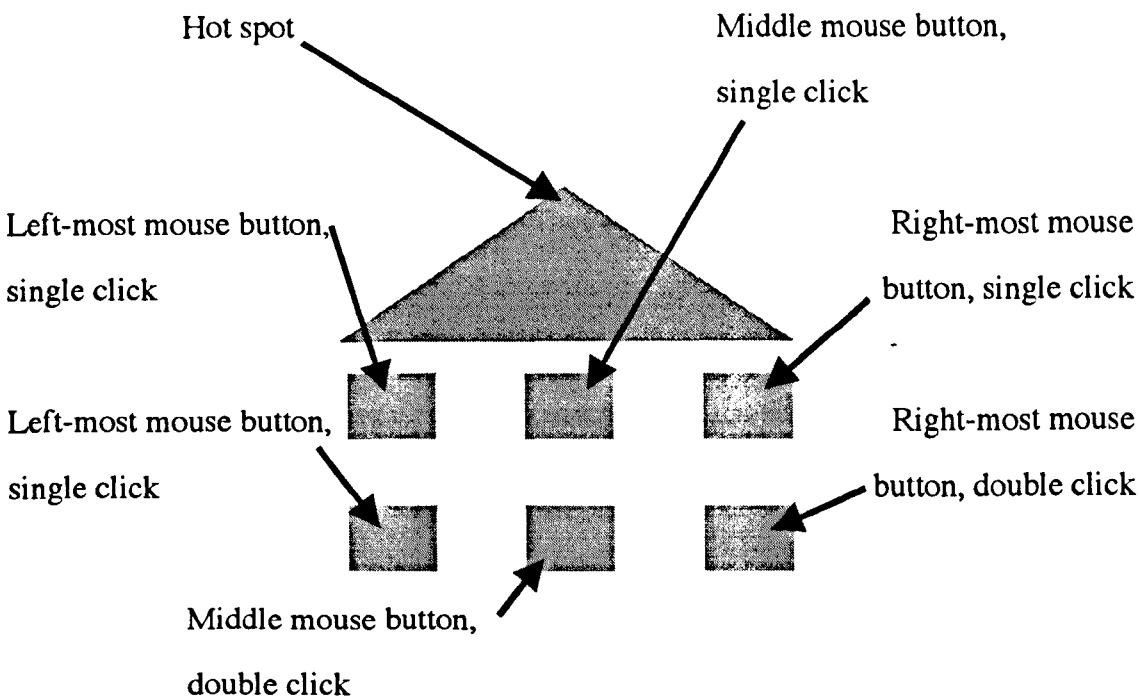 Hot spot
Middle mouse button,
single click
Left-most mouse button,
single click
Right-most mouse
button, single click
Left-most mouse button,
single click
Right-most mouse
button, double click
Middle mouse button,
double click